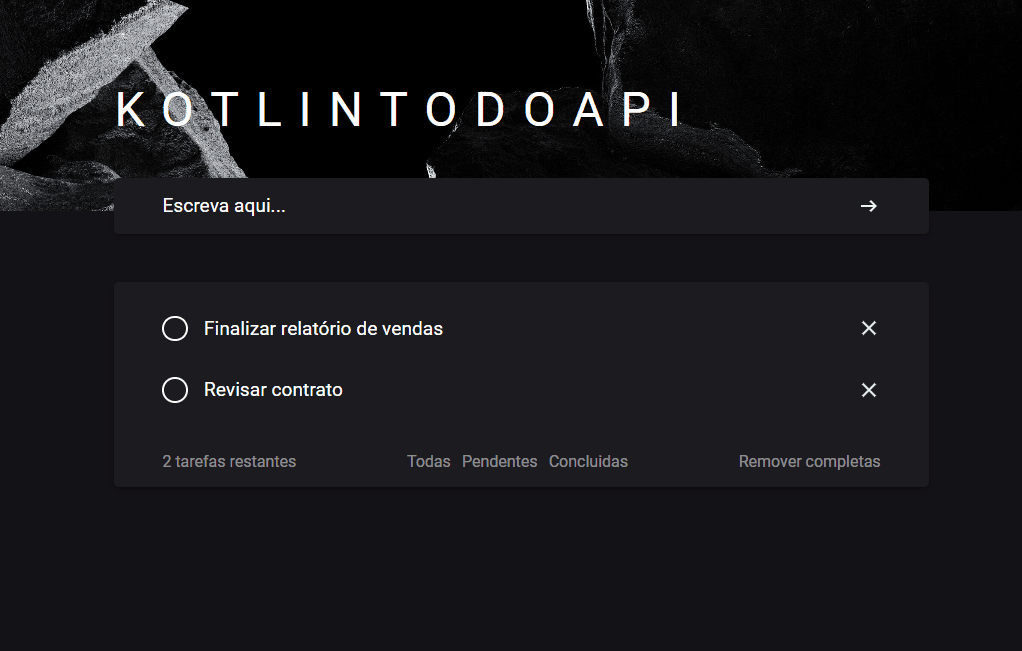 KOTLINTODOAPI
Escreva aqui...
Finalizar relatório de vendas
Revisar contrato
2 tarefas restantes Todas Pendentes Concluidas Remover completas